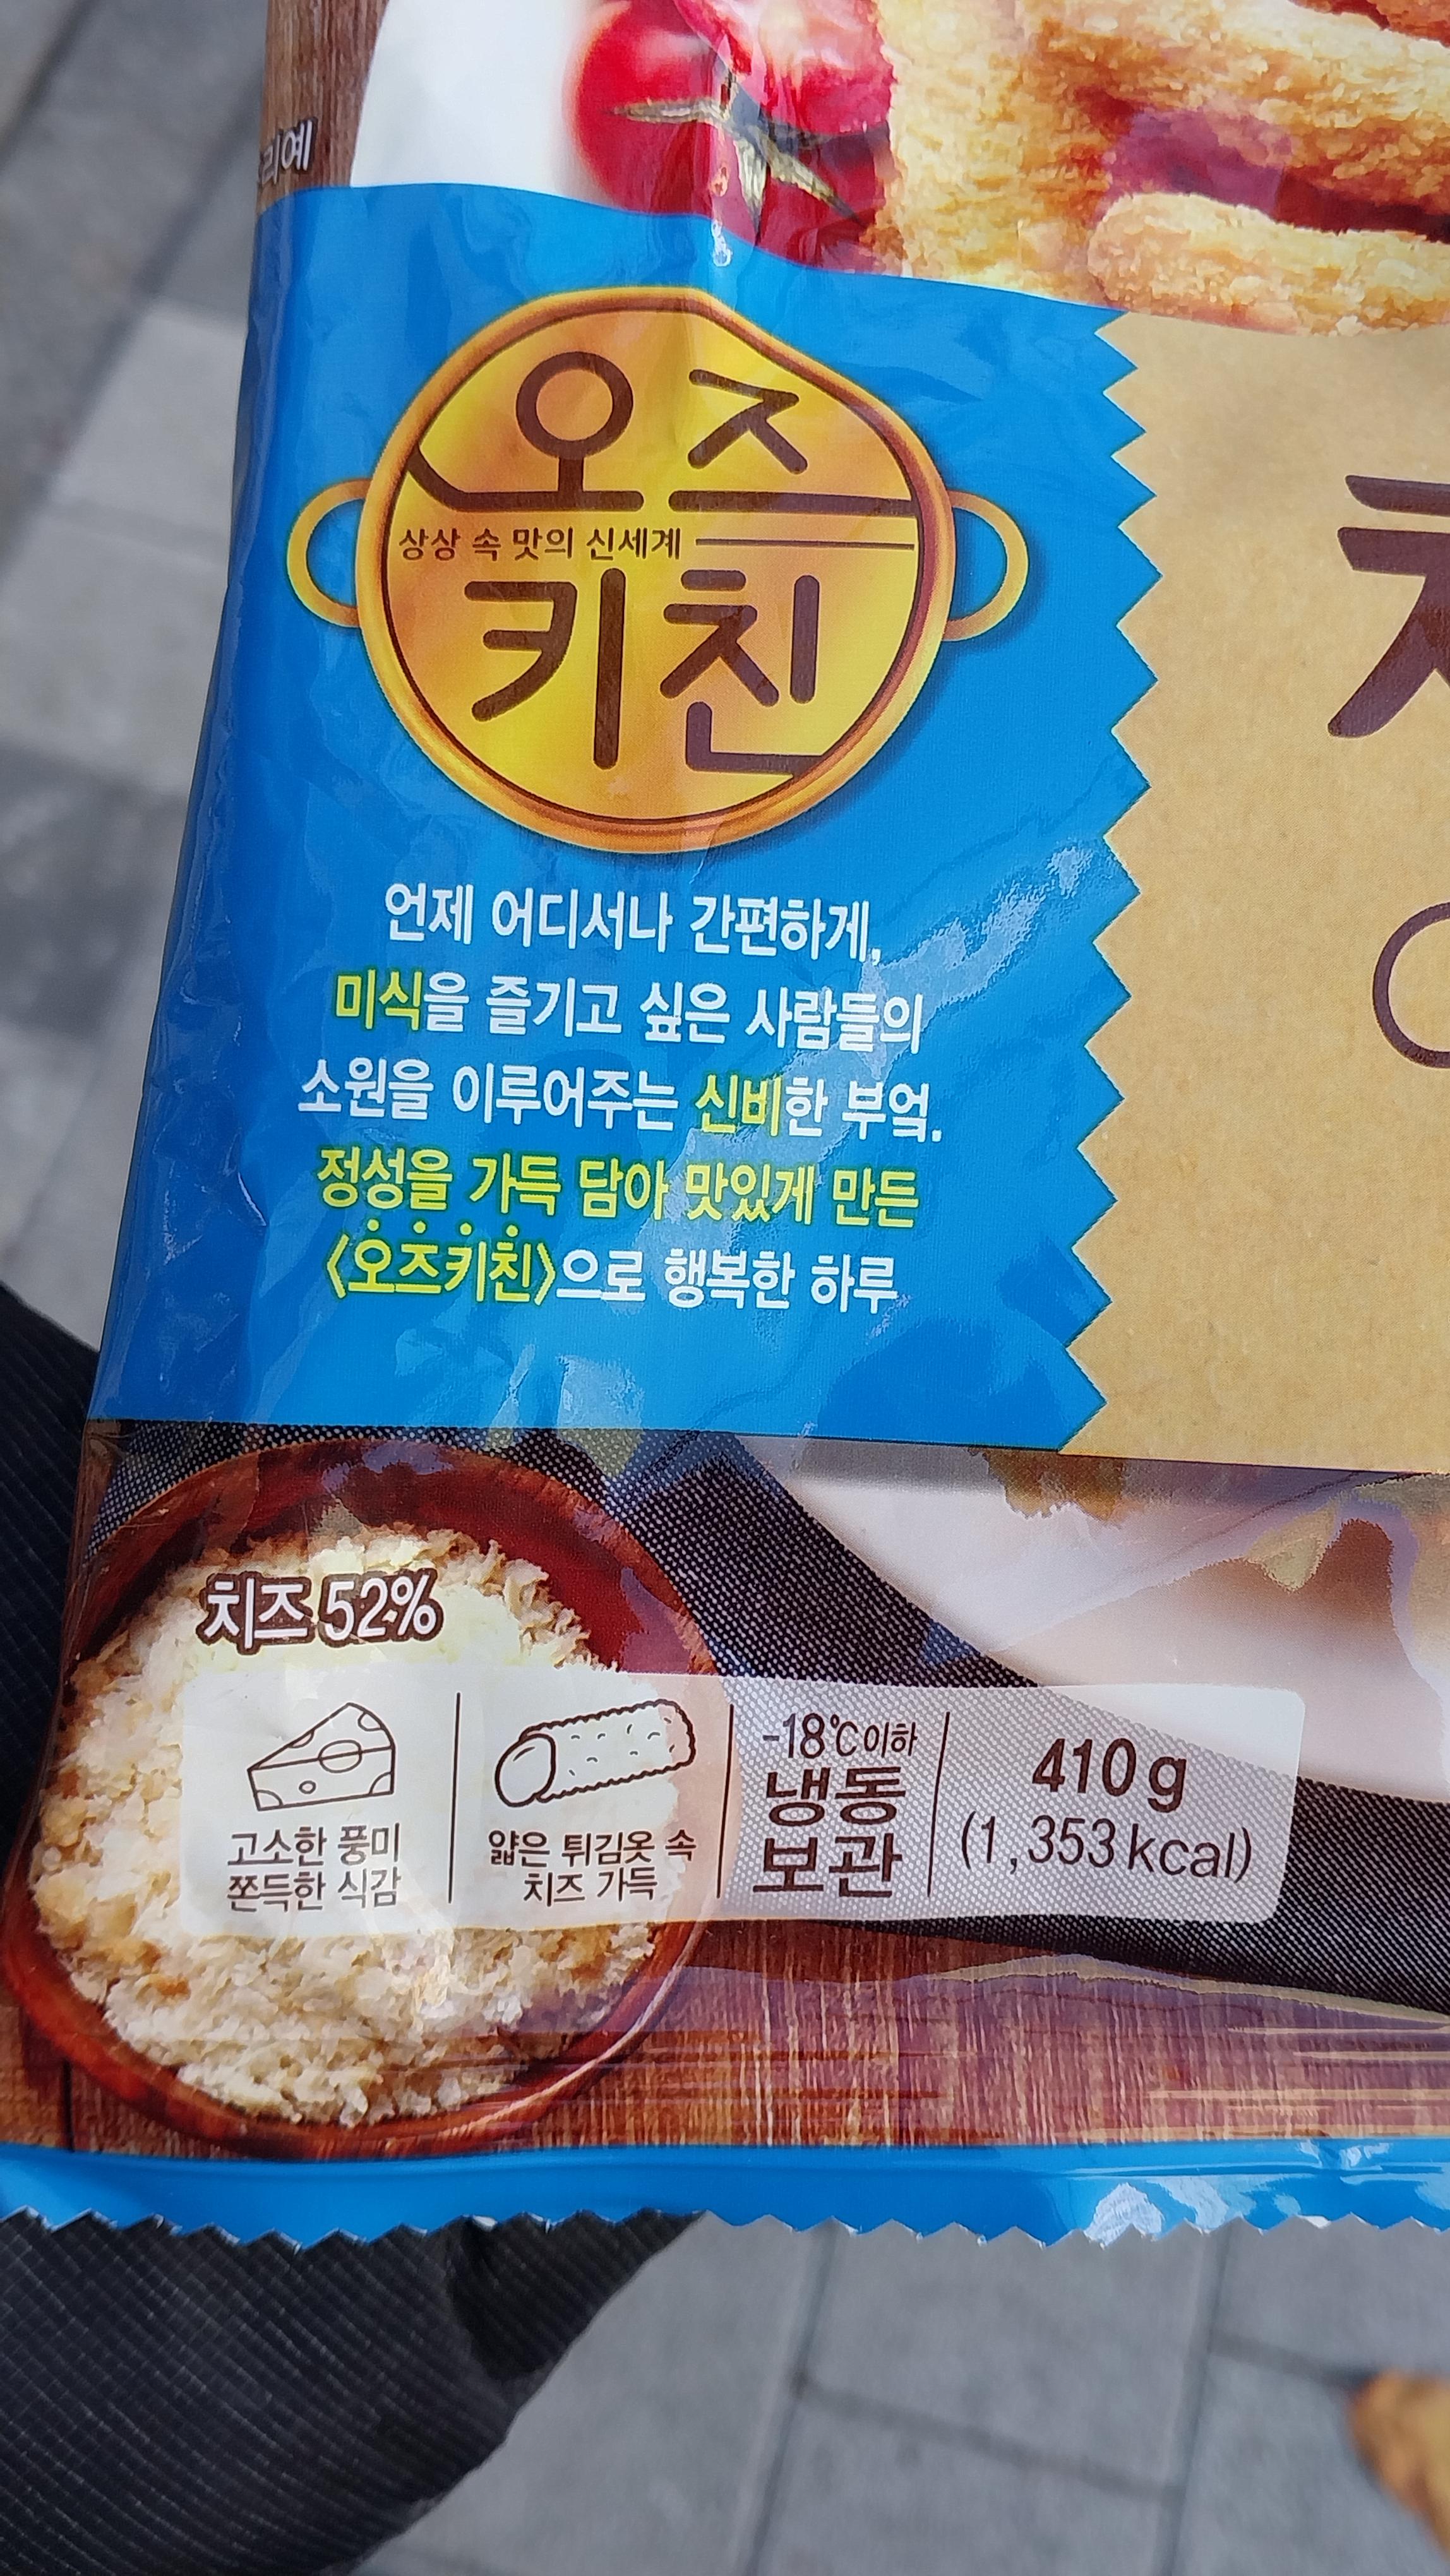 리예
오즈
상상 속 맛의 신세계
키친
언제 어디서나 간편하게,
미식을 즐기고 싶은 사람들의
소원을 이루어주는 신비한 부엌.
정성을 가득 담아 맛있게 만든
〈오즈키친〉으로 행복한 하루
치즈 52%
고소한 풍미
쫀득한 식감
얇은 튀김옷 속
치즈 가득
-18℃이하
냉동
보관
410g
(1,353kcal)